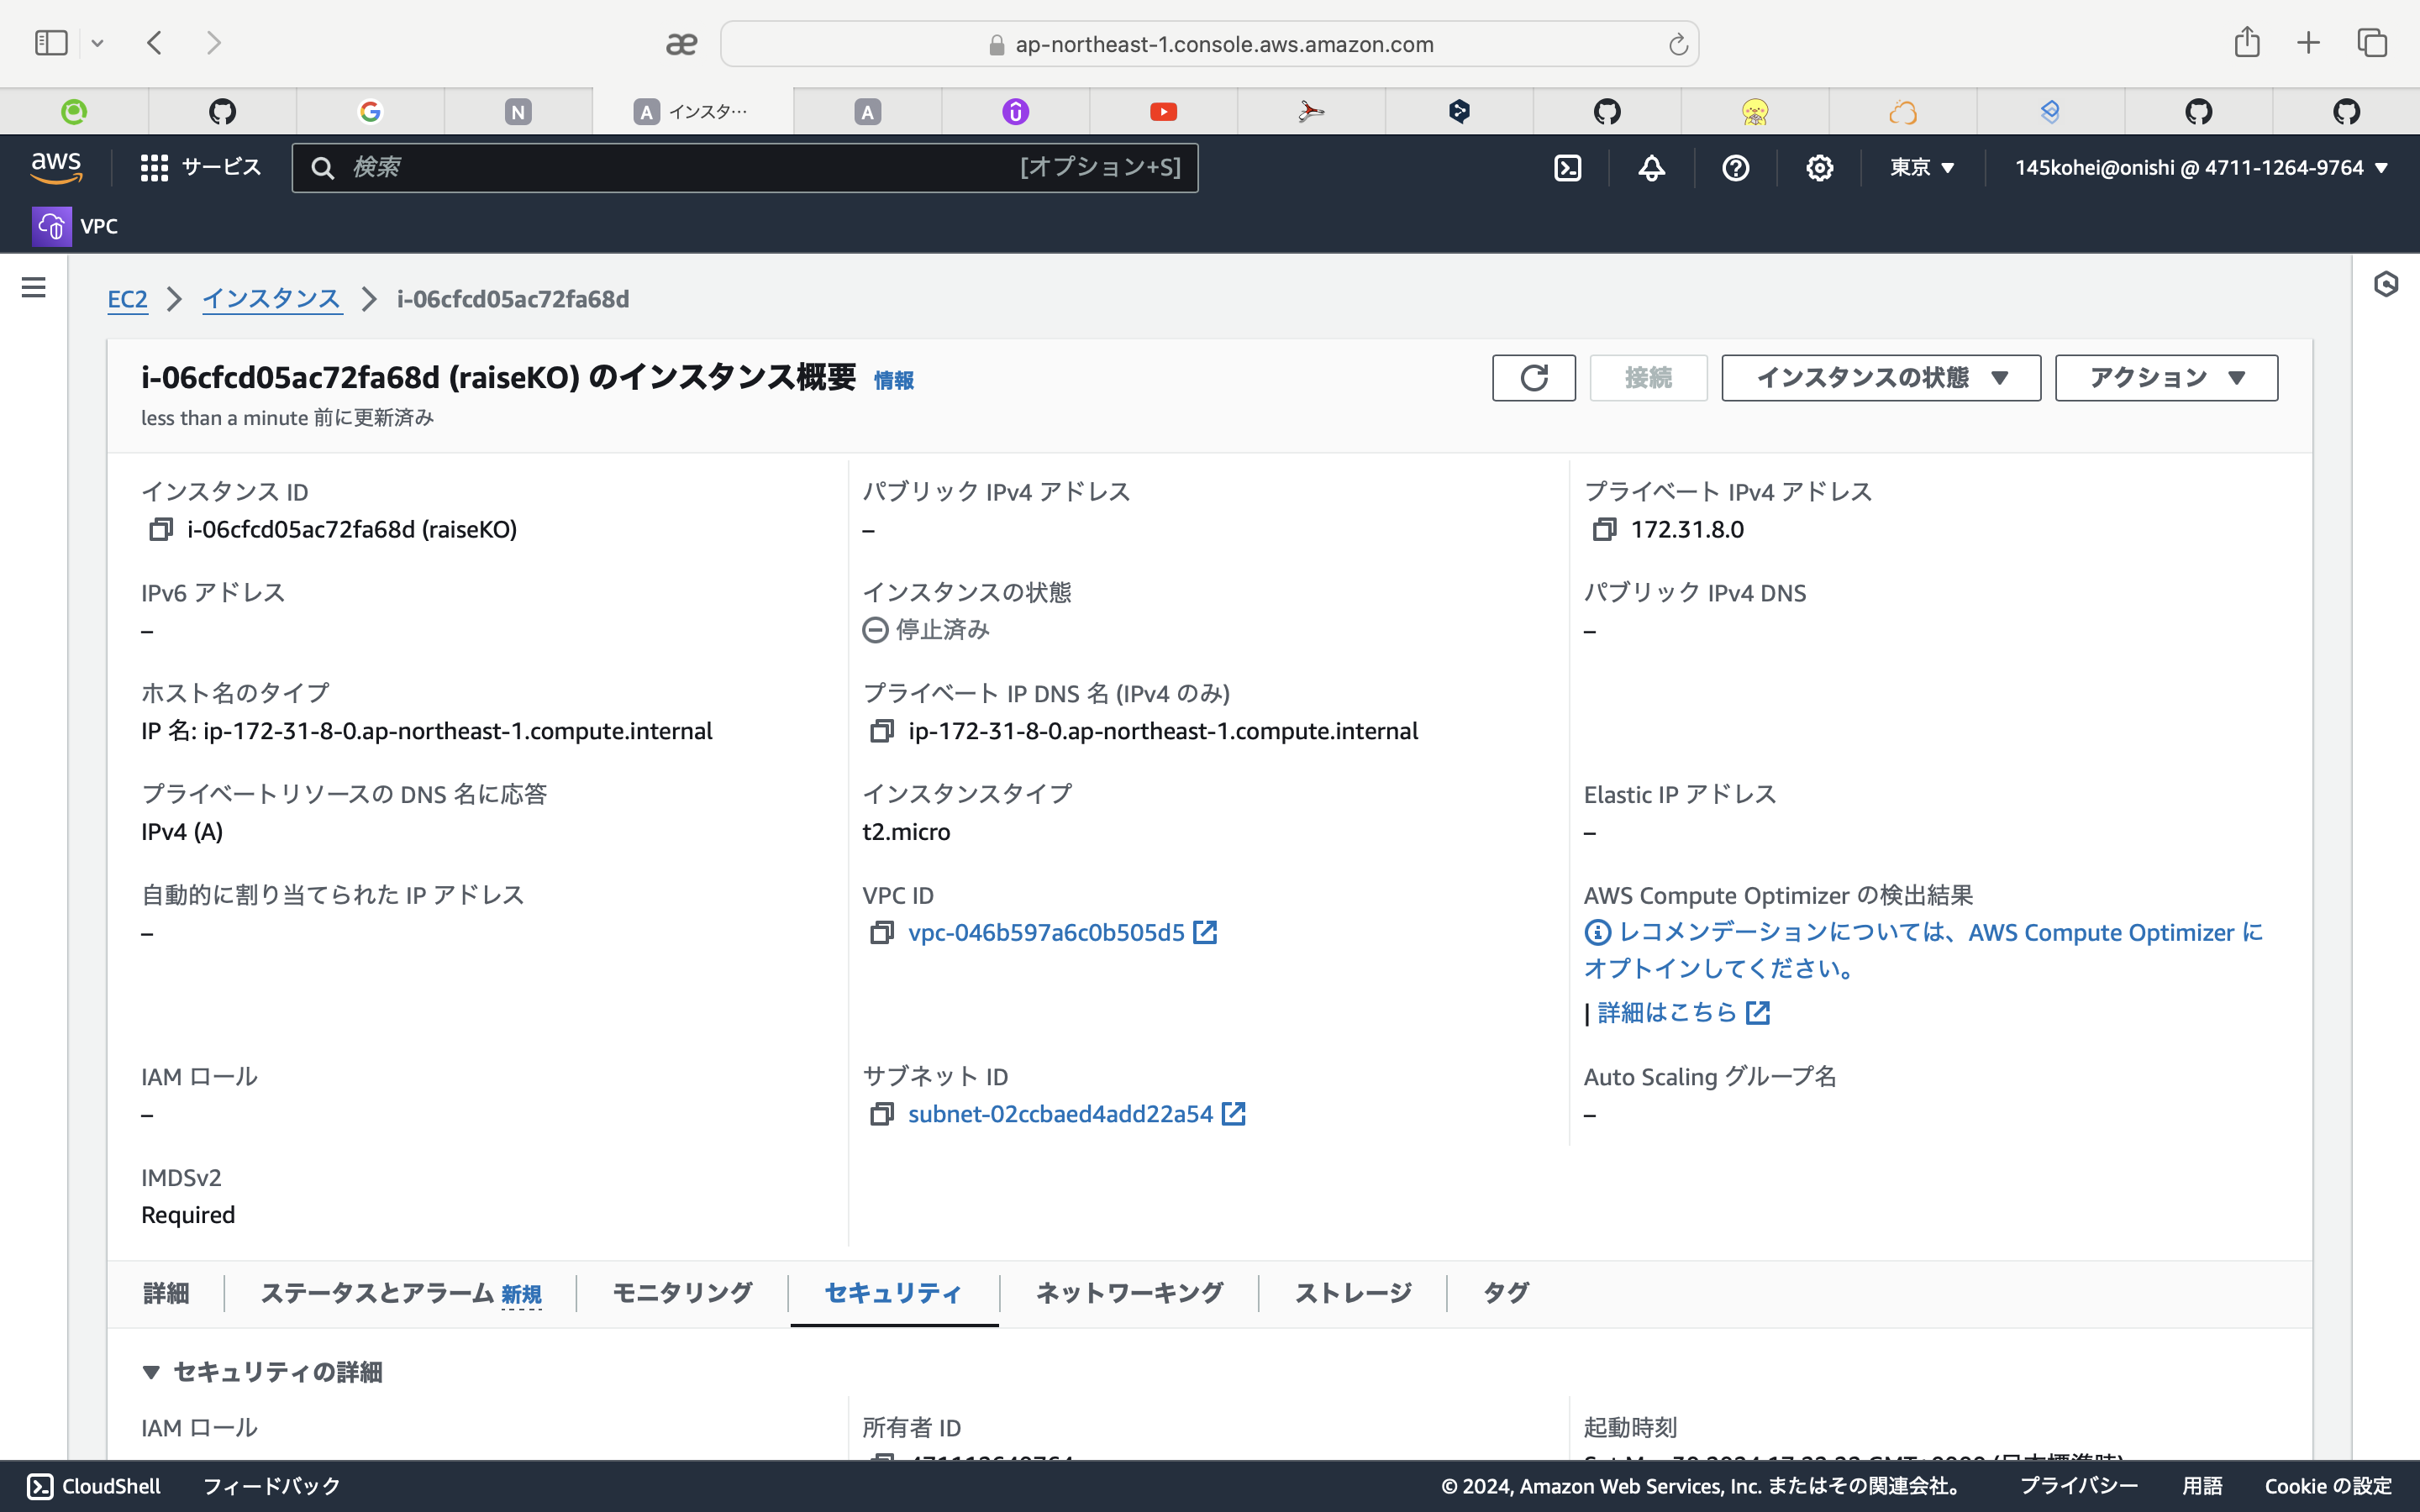 æ
ap-northeast-1.console.aws.amazon.com
N
A インスタ…
A
aws
サービス
検索
[オプション+S]
東京 ▼
145kohei@onishi @ 4711-1264-9764 ▼
VPC
EC2 > インスタンス > i-06cfcd05ac72fa68d
i-06cfcd05ac72fa68d (raiseKO) のインスタンス概要 情報
less than a minute 前に更新済み
接続
インスタンスの状態 ▼
アクション ▼
インスタンス ID
i-06cfcd05ac72fa68d (raiseKO)
パブリック IPv4 アドレス
–
プライベート IPv4 アドレス
172.31.8.0
IPv6 アドレス
–
インスタンスの状態
停止済み
パブリック IPv4 DNS
–
ホスト名のタイプ
IP 名: ip-172-31-8-0.ap-northeast-1.compute.internal
プライベート IP DNS 名 (IPv4 のみ)
ip-172-31-8-0.ap-northeast-1.compute.internal
プライベートリソースの DNS 名に応答
IPv4 (A)
インスタンスタイプ
t2.micro
Elastic IP アドレス
–
自動的に割り当てられた IP アドレス
–
VPC ID
vpc-046b597a6c0b505d5
AWS Compute Optimizer の検出結果
レコメンデーションについては、AWS Compute Optimizer に
オプトインしてください。
| 詳細はこちら
IAM ロール
–
サブネット ID
subnet-02ccbaed4add22a54
Auto Scaling グループ名
–
IMDSv2
Required
詳細
ステータスとアラーム 新規
モニタリング
セキュリティ
ネットワーキング
ストレージ
タグ
▼ セキュリティの詳細
IAM ロール
所有者 ID
起動時刻
CloudShell
フィードバック
© 2024, Amazon Web Services, Inc. またはその関連会社。
プライバシー
用語
Cookie の設定